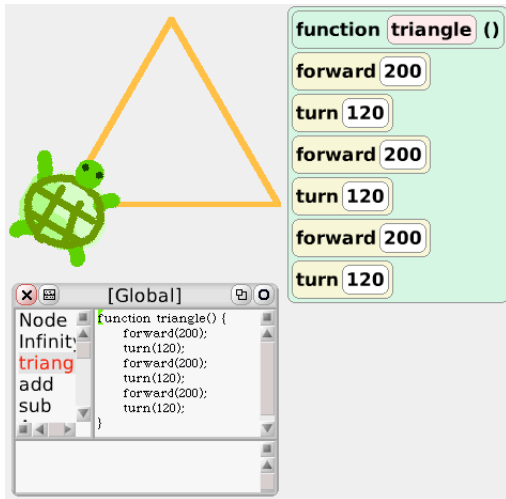 function triangle ()
forward 200
turn 120
forward 200
turn 120
forward 200
turn 120
[Global]
Node
Infinity
triang
add
sub
function triangle() {
forward(200);
turn(120);
forward(200);
turn(120);
forward(200);
turn(120);
}